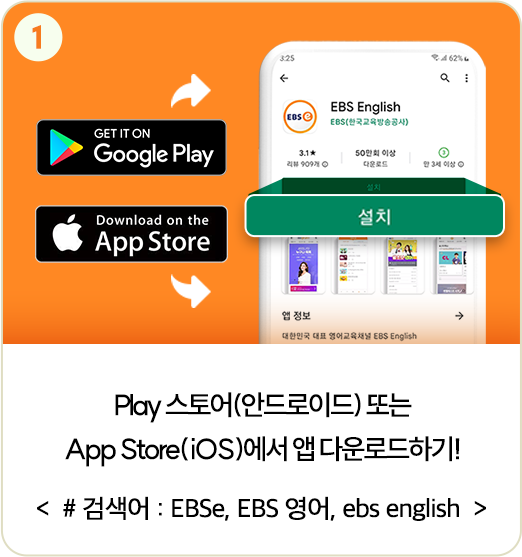 1
3:25
62%
EBS English
EBS(한국교육방송공사)
EBS e
3.1★
리뷰 909개
50만회 이상
다운로드
3
만 3세 이상
GET IT ON
Google Play
설치
설치
Download on the
App Store
앱 정보
대한민국 대표 영어교육채널 EBS English
Play 스토어(안드로이드) 또는
App Store(iOS)에서 앱 다운로드하기!
< # 검색어 : EBSe, EBS 영어, ebs english >